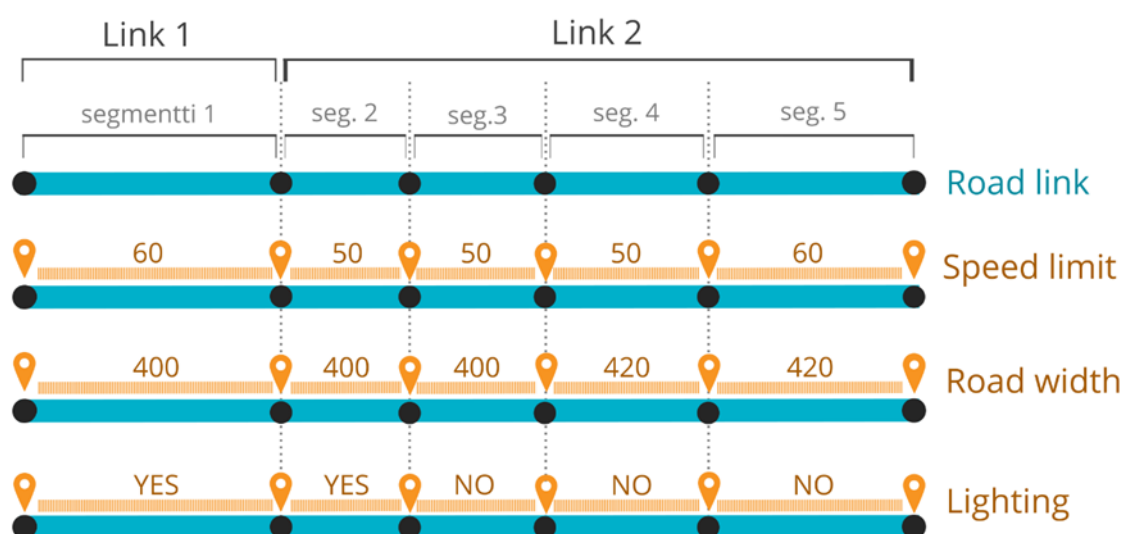 Link 1
Link 2
segmentti 1
seg. 2
seg.3
seg. 4
seg. 5
Road link
60
50
50
50
60
Speed limit
400
400
400
420
420
Road width
YES
YES
NO
NO
NO
Lighting